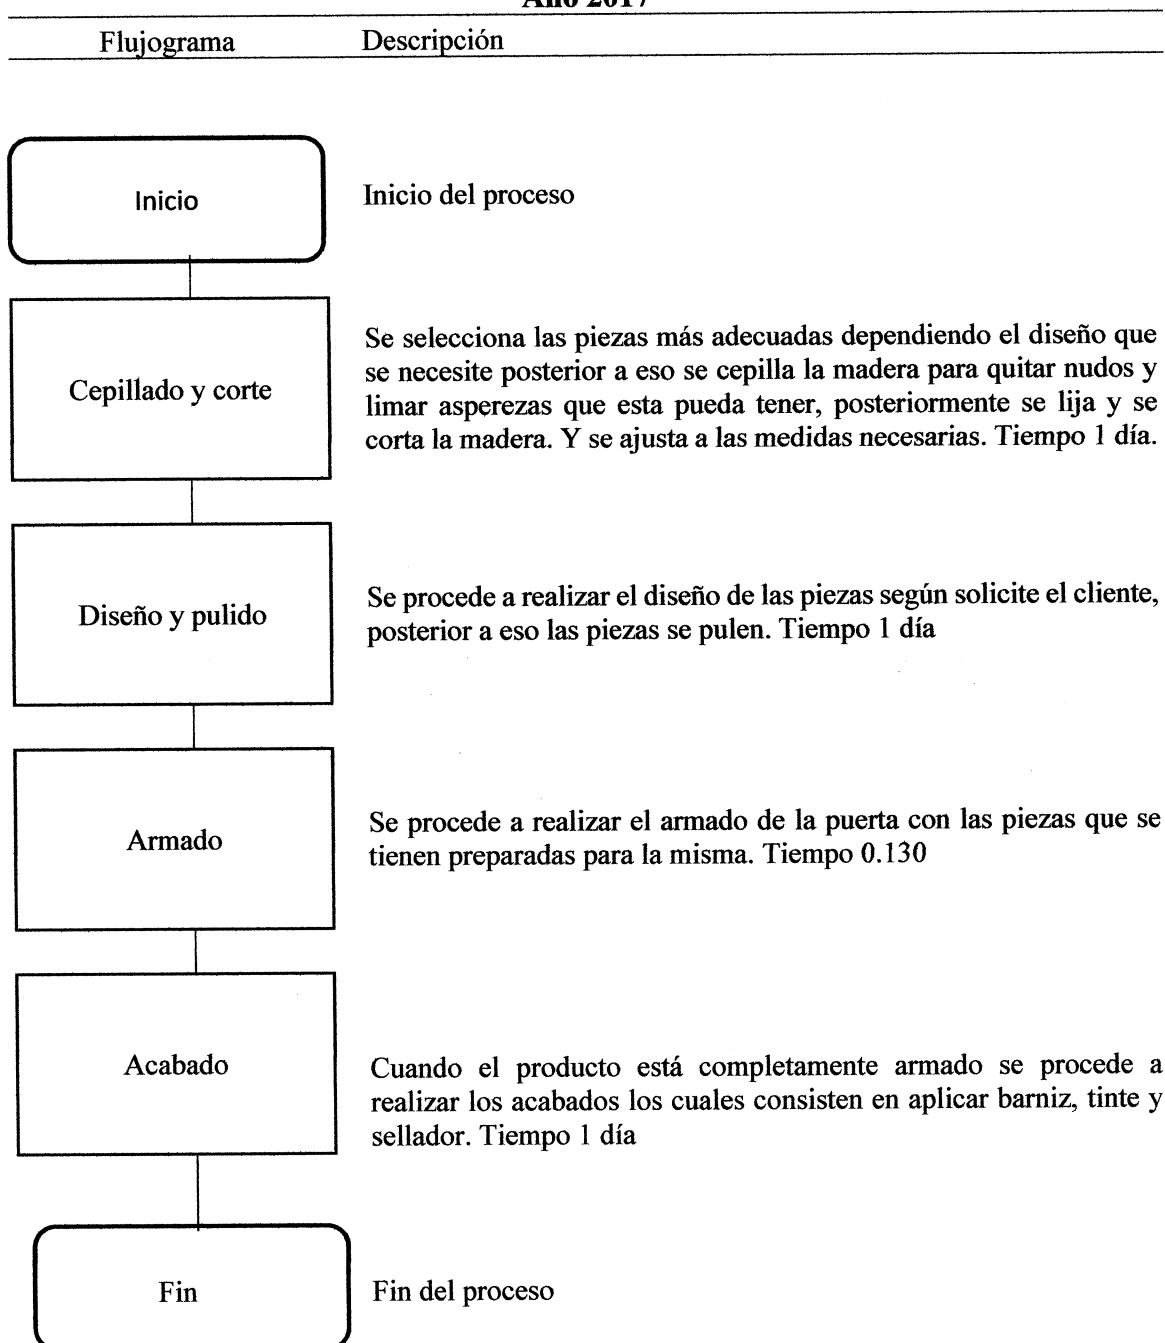 Año 2017
Flujograma Descripción
Inicio
Inicio del proceso
Cepillado y corte
Se selecciona las piezas más adecuadas dependiendo el diseño que
se necesite posterior a eso se cepilla la madera para quitar nudos y
limar asperezas que esta pueda tener, posteriormente se lija y se
corta la madera. Y se ajusta a las medidas necesarias. Tiempo 1 día.
Diseño y pulido
Se procede a realizar el diseño de las piezas según solicite el cliente,
posterior a eso las piezas se pulen. Tiempo 1 día
Armado
Se procede a realizar el armado de la puerta con las piezas que se
tienen preparadas para la misma. Tiempo 0.130
Acabado
Cuando el producto está completamente armado se procede a
realizar los acabados los cuales consisten en aplicar barniz, tinte y
sellador. Tiempo 1 día
Fin
Fin del proceso